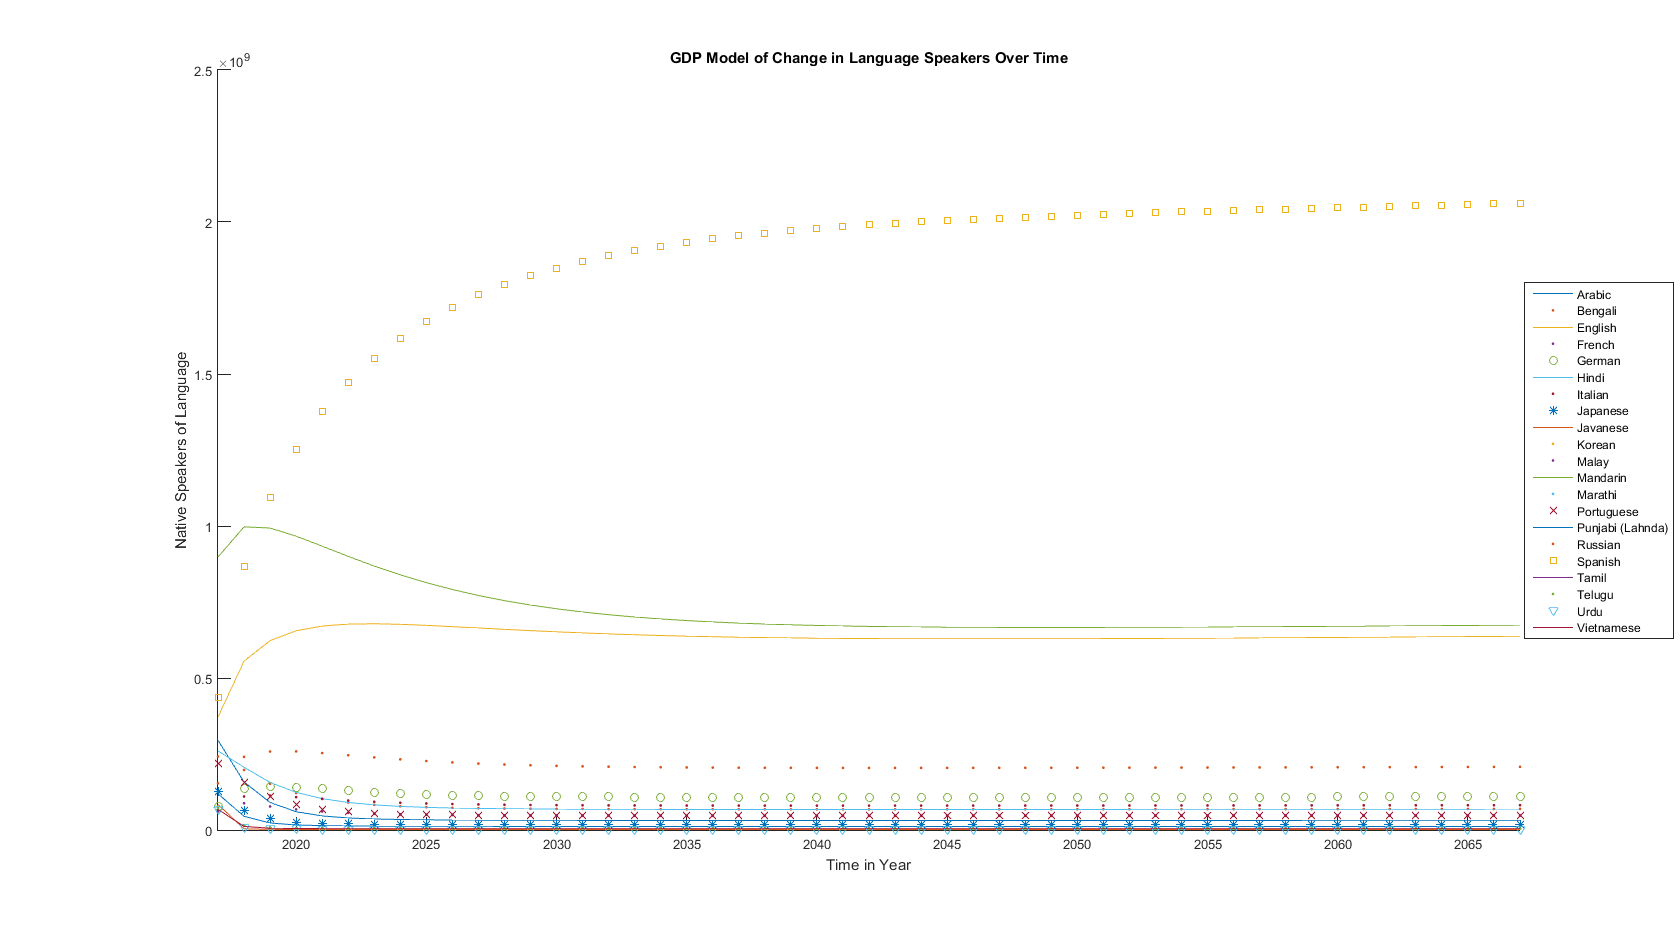 GDP Model of Change in Language Speakers Over Time
×10^9
2.5
2
1.5
1
0.5
0
Native Speakers of Language
2020 2025 2030 2035 2040 2045 2050 2055 2060 2065
Time in Year
Arabic
Bengali
English
French
German
Hindi
Italian
Japanese
Javanese
Korean
Malay
Mandarin
Marathi
Portuguese
Punjabi (Lahnda)
Russian
Spanish
Tamil
Telugu
Urdu
Vietnamese